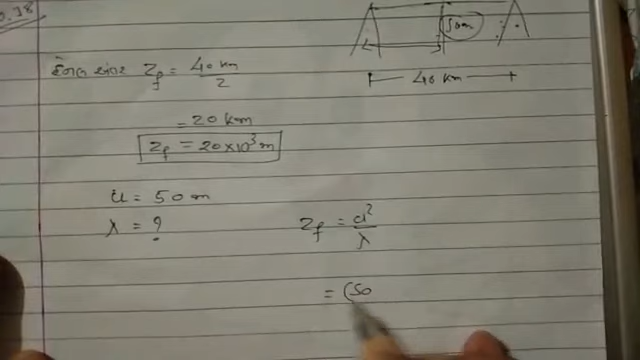 50m
40 km
Z_f = 40 km / 2
= 20 km
Z_f = 20×10³ m
a = 50 m
λ = ?
Z_f = a² / λ
= (50